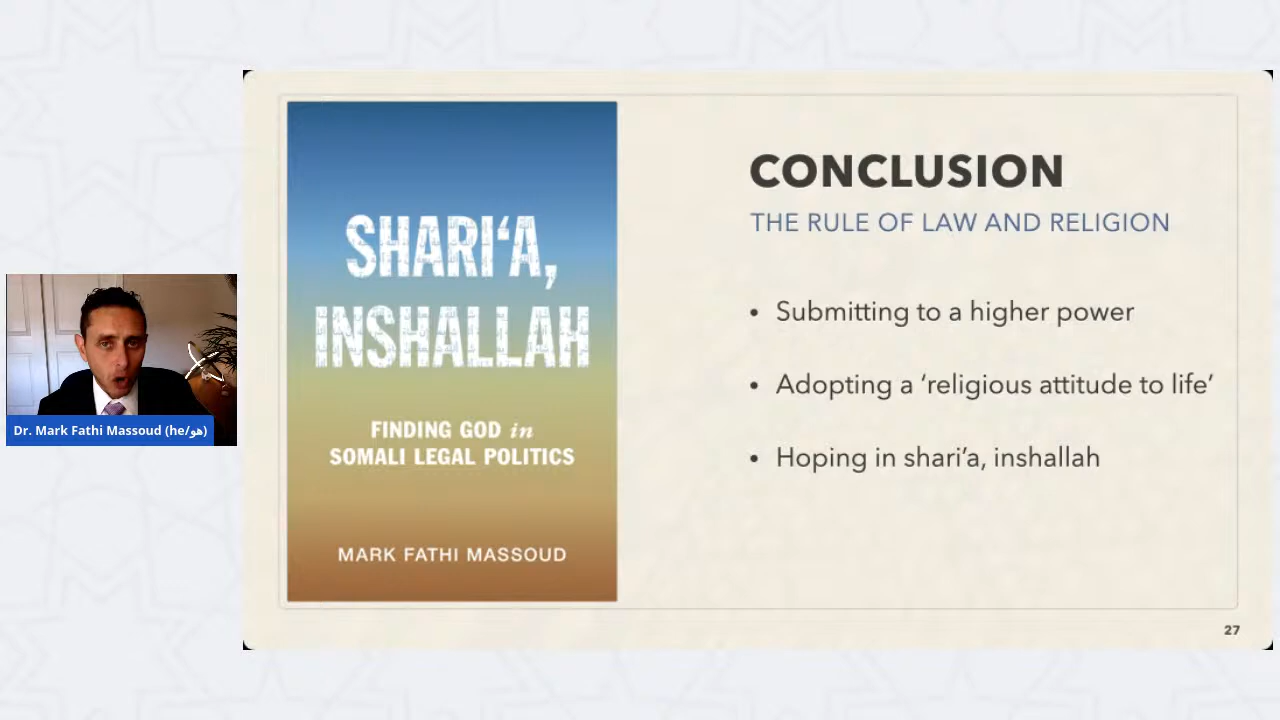 SHARI‘A,
INSHALLAH
FINDING GOD in
SOMALI LEGAL POLITICS
MARK FATHI MASSOUD
CONCLUSION
THE RULE OF LAW AND RELIGION
• Submitting to a higher power
• Adopting a ‘religious attitude to life’
• Hoping in shari’a, inshallah
27
Dr. Mark Fathi Massoud (he/هو)